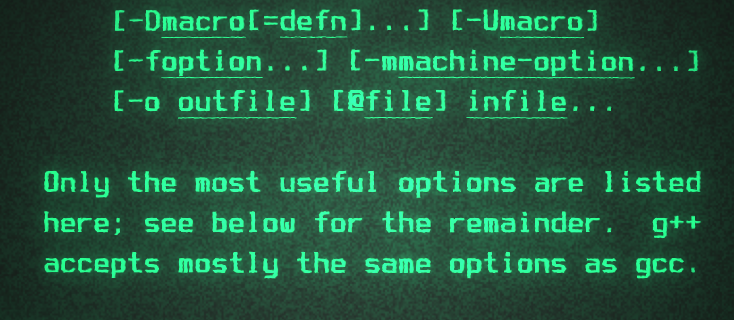 [-Dmacro[=defn]...] [-Umacro]
[-foption...] [-mmachine-option...]
[-o outfile] [@file] infile...
Only the most useful options are listed
here; see below for the remainder.  g++
accepts mostly the same options as gcc.